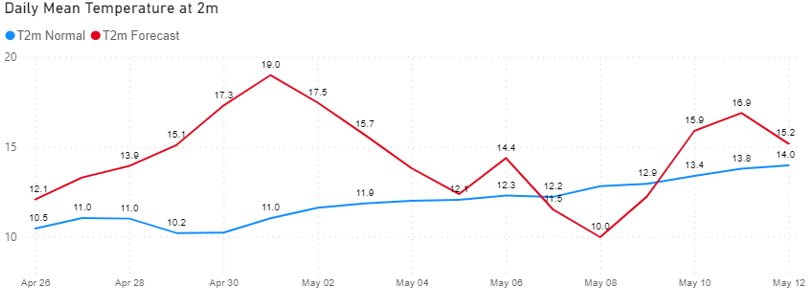 Daily Mean Temperature at 2m
T2m Normal T2m Forecast
20
19.0
17.3 17.5
16.9
15.1 15.7 15.9 15.2
15
13.9 14.4 13.8 14.0
12.1 11.9 12.1 12.3 12.2 12.9 13.4
10.5 11.0 11.0 10.2 11.0 11.5
10 10.0
Apr 26 Apr 28 Apr 30 May 02 May 04 May 06 May 08 May 10 May 12